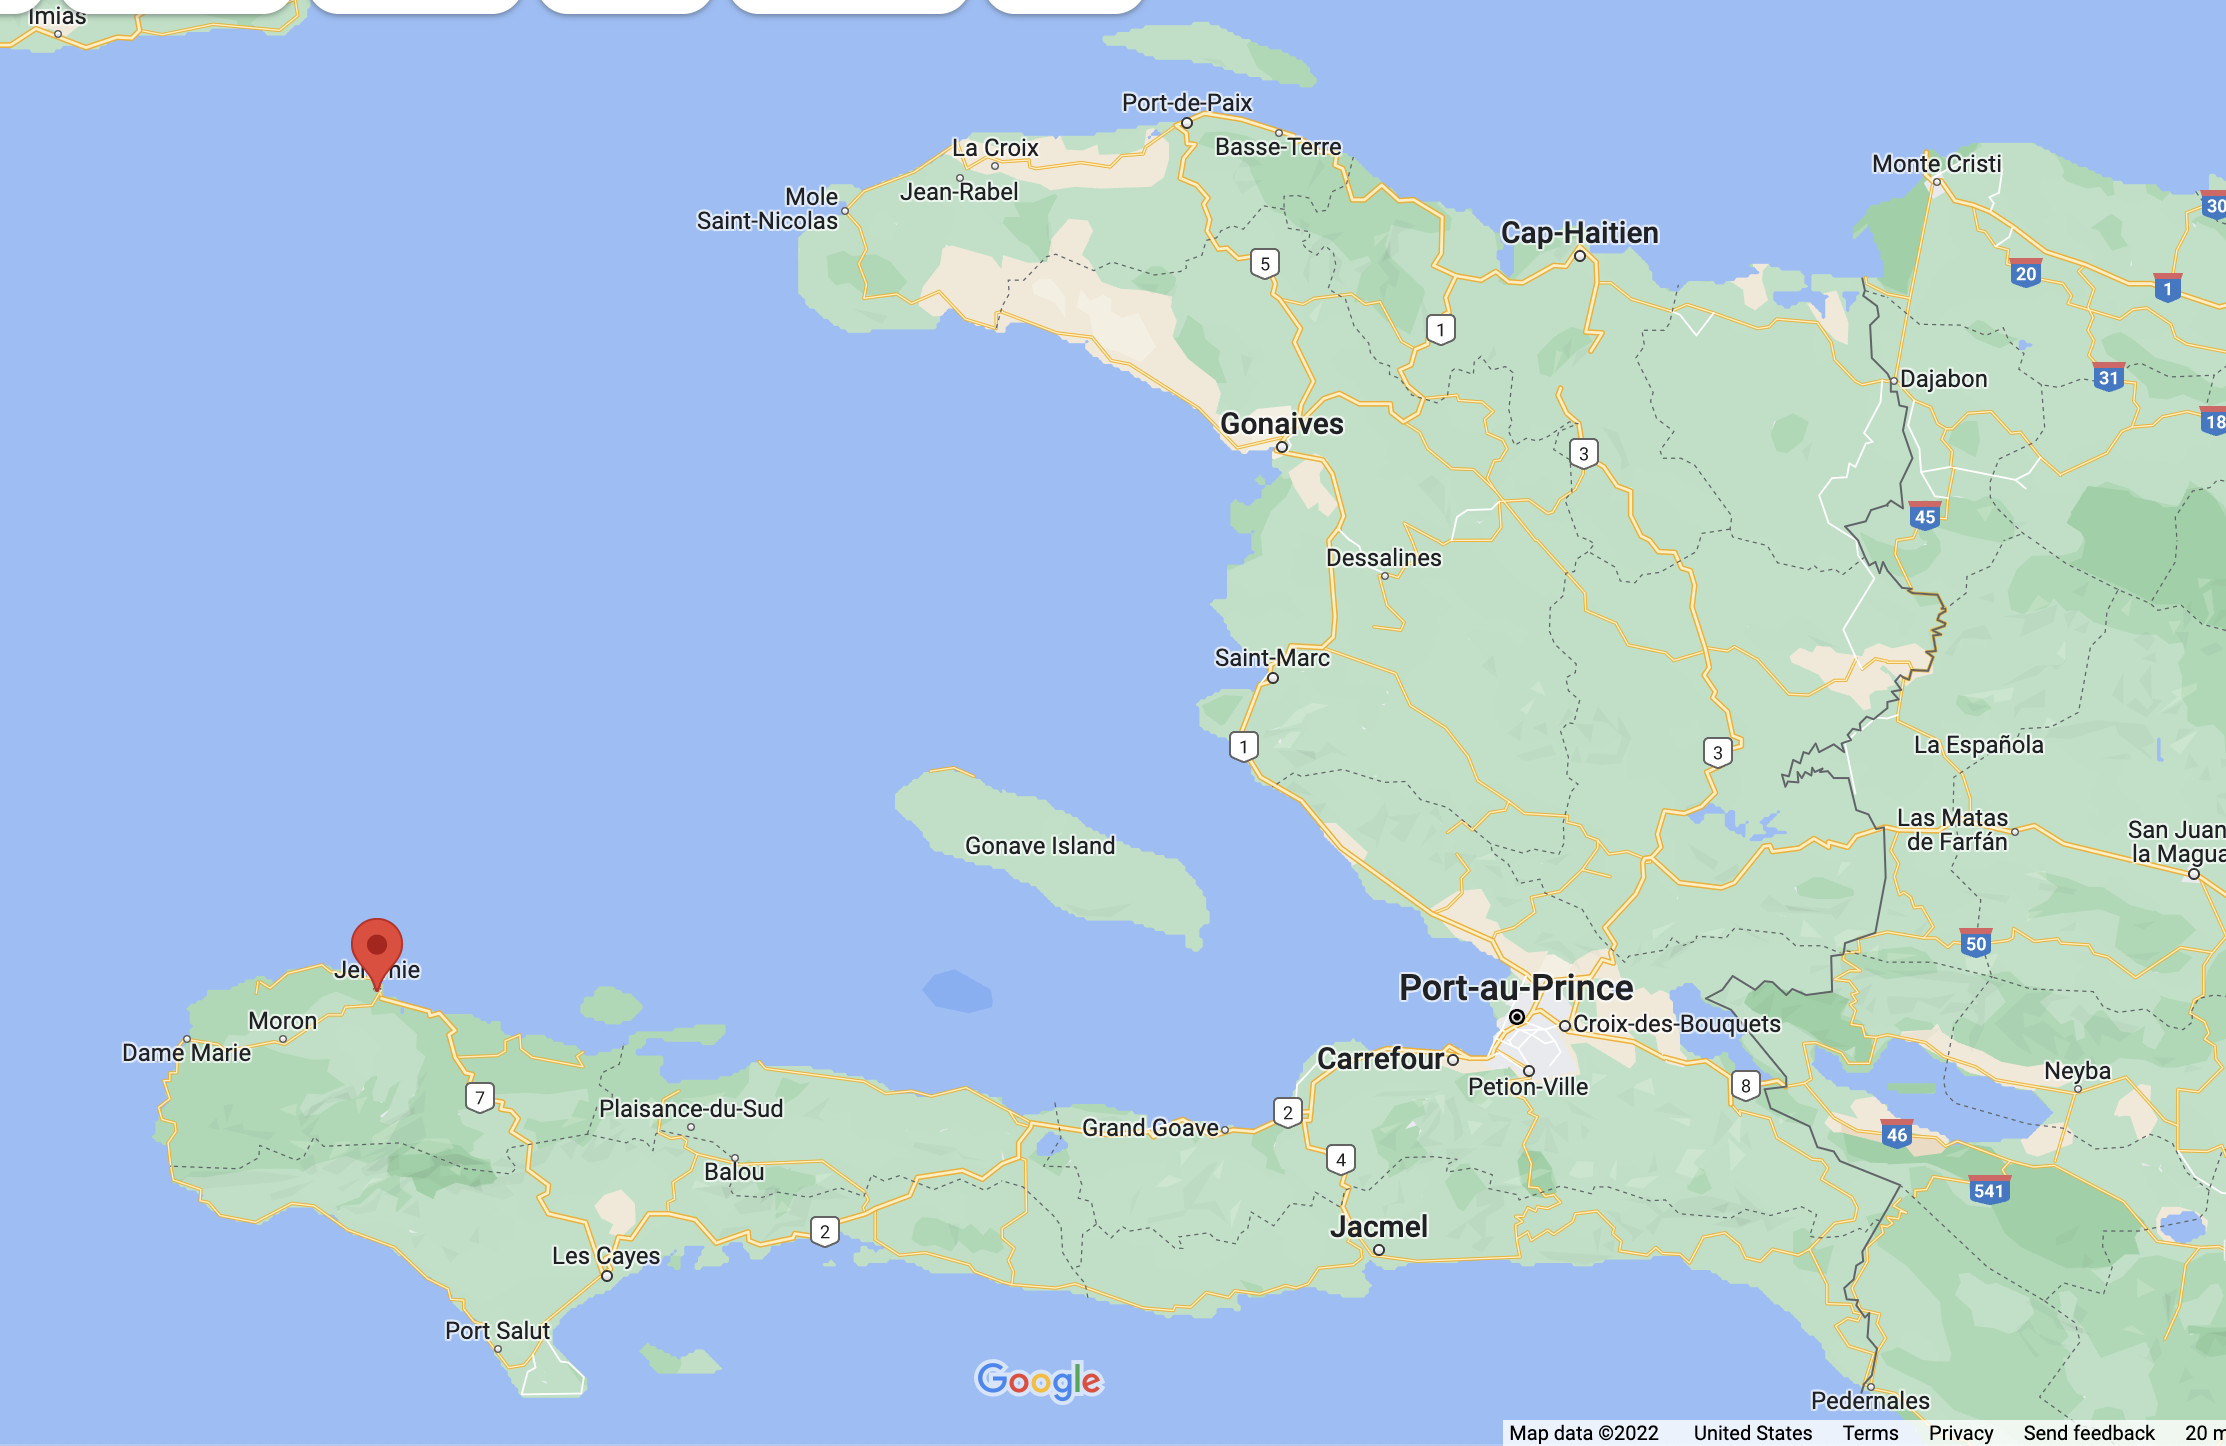 Imias
Port-de-Paix
Basse-Terre
La Croix
Jean-Rabel
Mole
Saint-Nicolas
Monte Cristi
30
Cap-Haitien
5
20
1
1
Dajabon
31
18
Gonaives
3
45
Dessalines
Saint-Marc
1
3
La Española
Las Matas
de Farfán
San Juan
la Magua
Gonave Island
50
Jeremie
Port-au-Prince
Croix-des-Bouquets
Moron
Dame Marie
Carrefour
Petion-Ville
8
Neyba
7
Plaisance-du-Sud
2
Grand Goave
46
4
Balou
541
2
Jacmel
Les Cayes
Port Salut
Google
Pedernales
Map data ©2022 United States Terms Privacy Send feedback 20 m